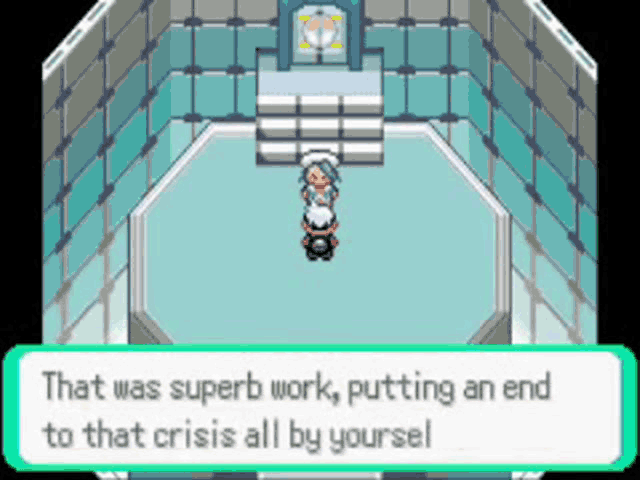 That was superb work, putting an end
to that crisis all by yoursel